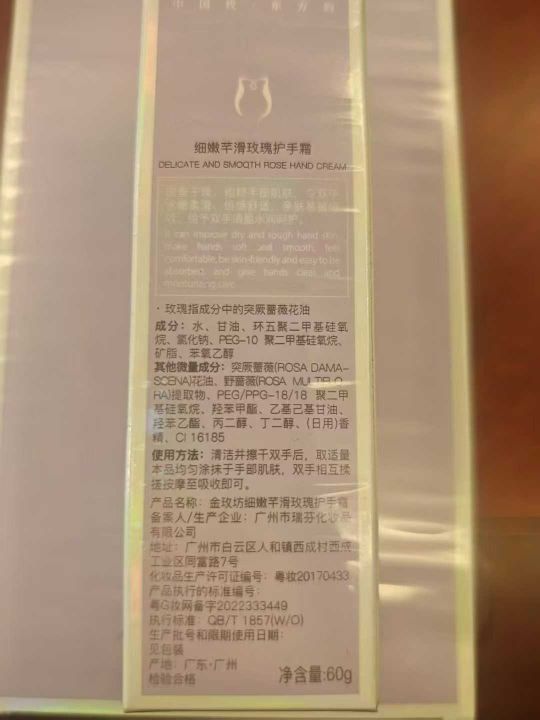 中国
东方
细嫩芊滑玫瑰护手霜
DELICATE AND SMOOTH ROSE HAND CREAM
It can improve dry and rough hand skin,
make hands soft and smooth, feel
comfortable, be skin-friendly and easy to be
absorbed, and give hands clear and
moisturizing care.
·玫瑰指成分中的突厥蔷薇花油
成分：水、甘油、环五聚二甲基硅氧
烷、氯化钠、PEG-10 聚二甲基硅氧烷、
矿脂、苯氧乙醇
其他微量成分：突厥蔷薇(ROSA DAMA-
SCENA)花油、野蔷薇(ROSA MULTIFLO
RA)提取物、PEG/PPG-18/18 聚二甲
基硅氧烷、羟苯甲酯、乙基己基甘油、
羟苯乙酯、丙二醇、丁二醇、(日用)香
精、CI 16185
使用方法：清洁并擦干双手后，取适量
本品均匀涂抹于手部肌肤，双手相互揉
搓按摩至吸收即可。
产品名称：金玫坊细嫩芊滑玫瑰护手霜
备案人/生产企业：广州市瑞芬化妆品
有限公司
地址：广州市白云区人和镇西成村西成
工业区同富路7号
化妆品生产许可证编号：粤妆20170433
产品执行的标准编号：
粤G妆网备字2022333449
执行标准：QB/T 1857(W/O)
生产批号和限期使用日期：
见包装
产地：广东·广州
检验合格
净含量:60g